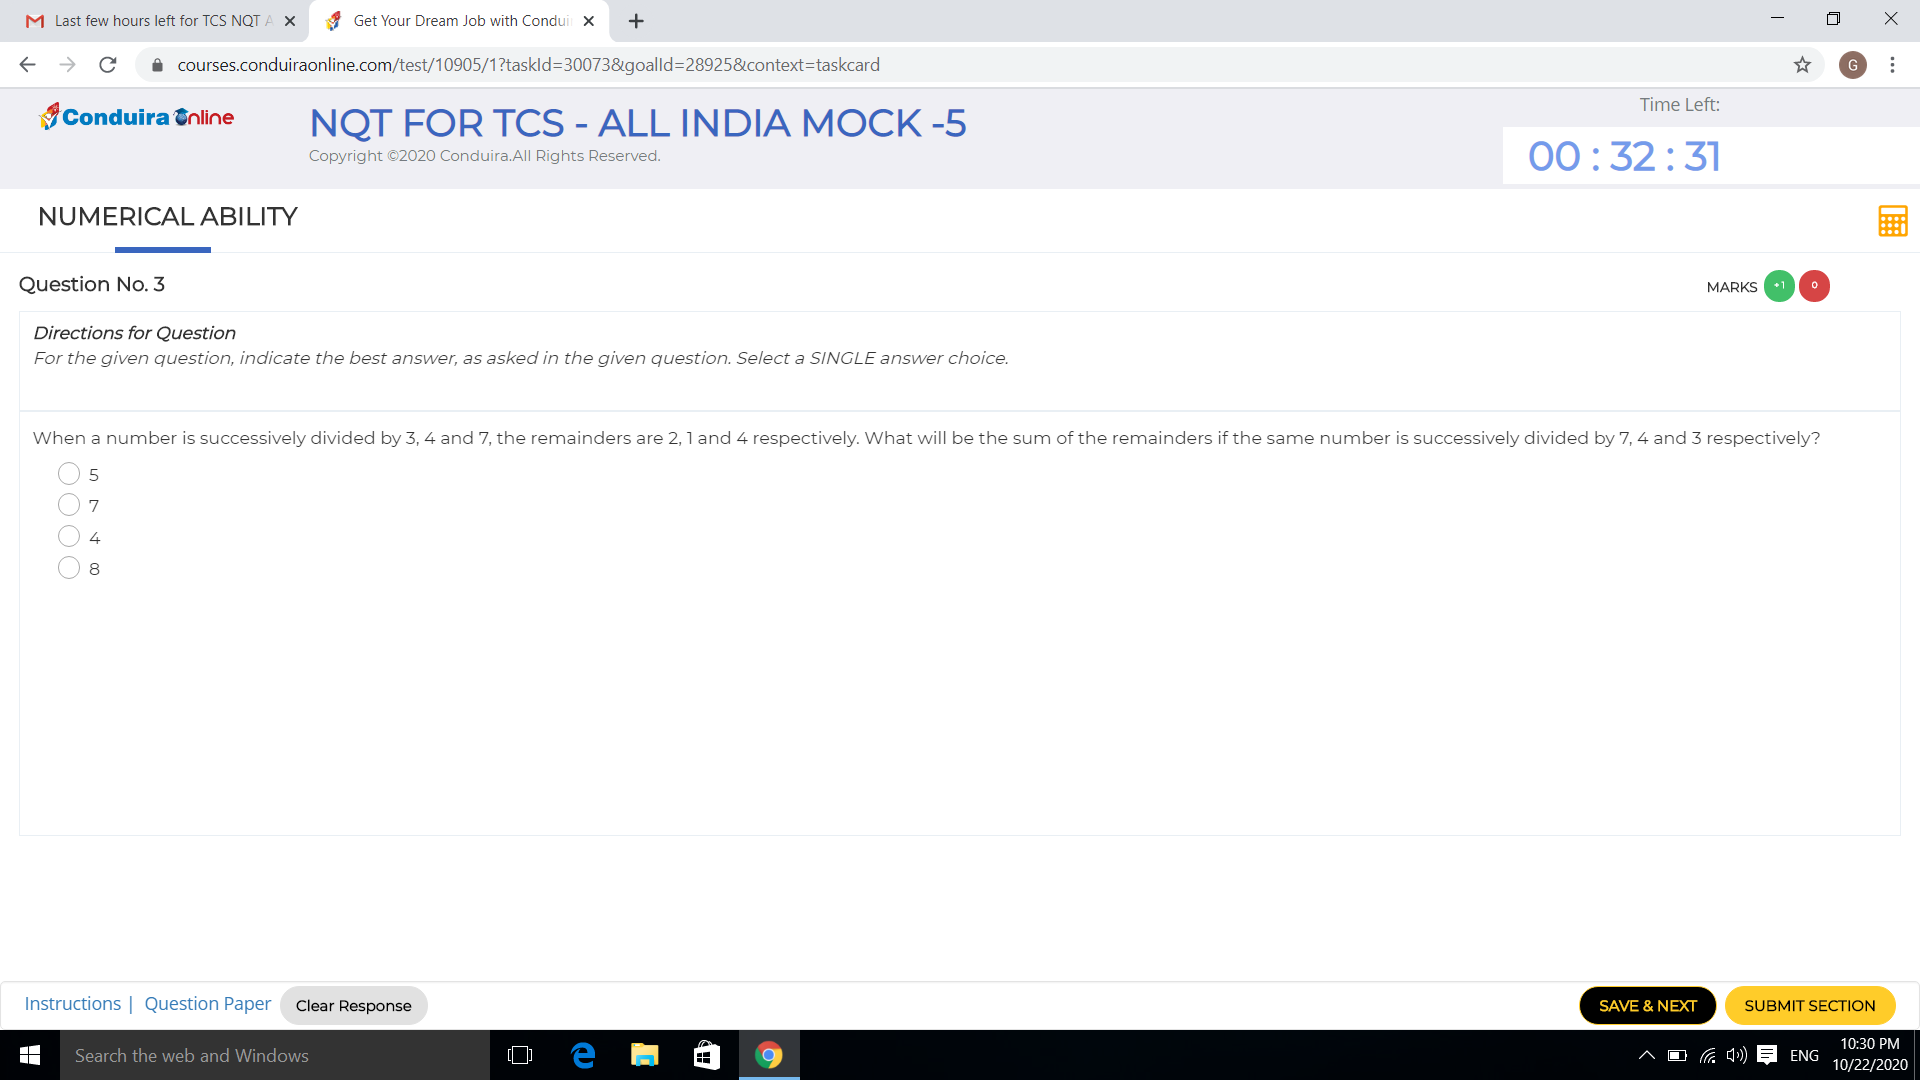 Last few hours left for TCS NQT A
Get Your Dream Job with Condui
courses.conduiraonline.com/test/10905/1?taskId=30073&goalId=28925&context=taskcard
G
Conduira Online
NQT FOR TCS - ALL INDIA MOCK -5
Copyright ©2020 Conduira.All Rights Reserved.
Time Left:
00 : 32 : 31
NUMERICAL ABILITY
Question No. 3
MARKS +1 0
Directions for Question
For the given question, indicate the best answer, as asked in the given question. Select a SINGLE answer choice.
When a number is successively divided by 3, 4 and 7, the remainders are 2, 1 and 4 respectively. What will be the sum of the remainders if the same number is successively divided by 7, 4 and 3 respectively?
5
7
4
8
Instructions | Question Paper Clear Response
SAVE & NEXT SUBMIT SECTION
Search the web and Windows
ENG
10:30 PM
10/22/2020